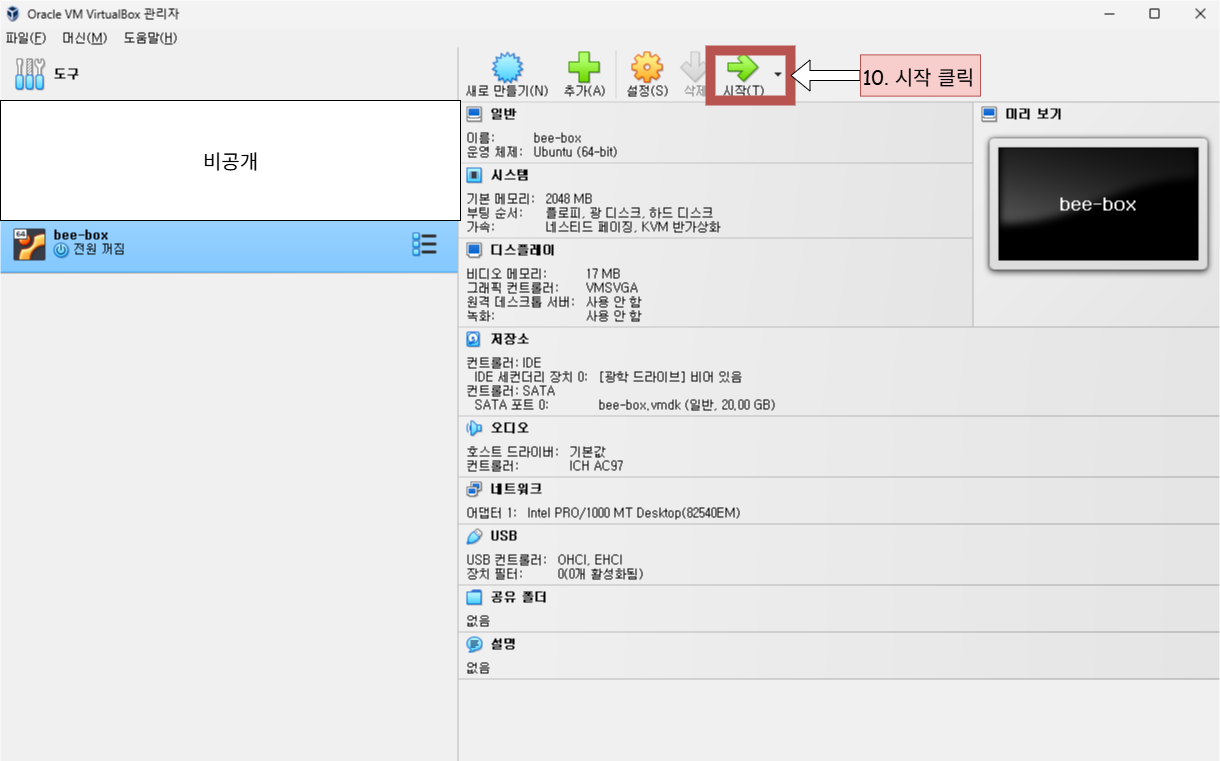 Oracle VM VirtualBox 관리자
파일(F) 머신(M) 도움말(H)
도구
새로 만들기(N) 추가(A) 설정(S) 삭제 시작(T)
10. 시작 클릭
비공개
bee-box
전원 꺼짐
일반
이름: bee-box
운영 체제: Ubuntu (64-bit)
시스템
기본 메모리: 2048 MB
부팅 순서: 플로피, 광 디스크, 하드 디스크
가속: 네스티드 페이징, KVM 반가상화
디스플레이
비디오 메모리: 17 MB
그래픽 컨트롤러: VMSVGA
원격 데스크톱 서버: 사용 안 함
녹화: 사용 안 함
미리 보기
bee-box
저장소
컨트롤러: IDE
IDE 세컨더리 장치 0: [광학 드라이브] 비어 있음
컨트롤러: SATA
SATA 포트 0: bee-box.vmdk (일반, 20.00 GB)
오디오
호스트 드라이버: 기본값
컨트롤러: ICH AC97
네트워크
어댑터 1: Intel PRO/1000 MT Desktop(82540EM)
USB
USB 컨트롤러: OHCI, EHCI
장치 필터: 0(0개 활성화됨)
공유 폴더
없음
설명
없음